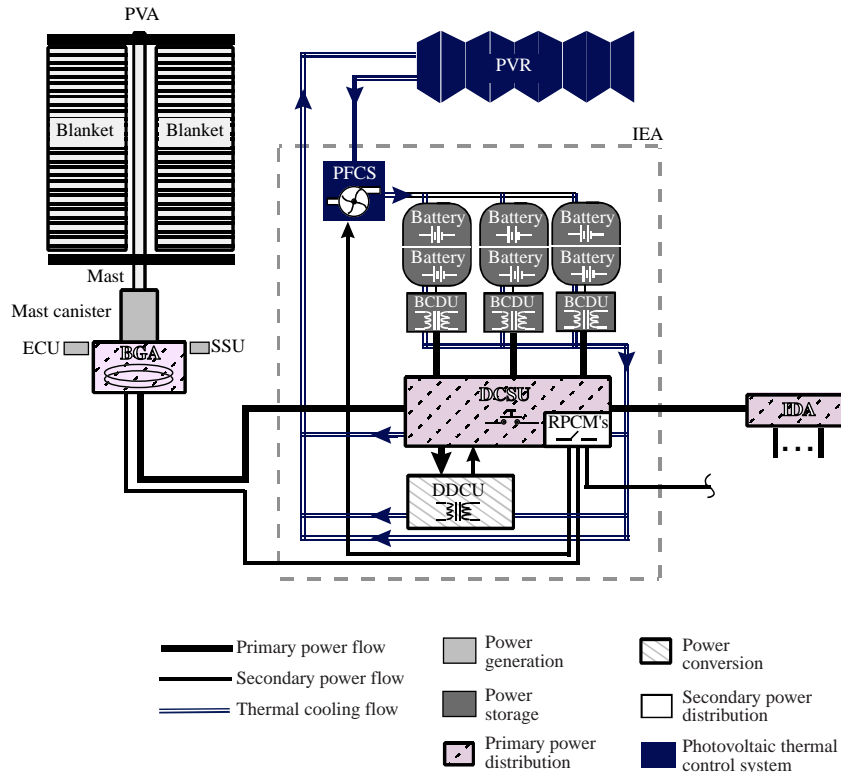 PVA
PVR
Blanket
Blanket
IEA
PFCS
Battery
Battery
Battery
Battery
Battery
Battery
Mast
Mast canister
BCDU
BCDU
BCDU
ECU
BGA
SSU
DCSU
IDA
RPCM's
...
DDCU
Primary power flow
Secondary power flow
Thermal cooling flow
Power
generation
Power
storage
Primary power
distribution
Power
conversion
Secondary power
distribution
Photovoltaic thermal
control system